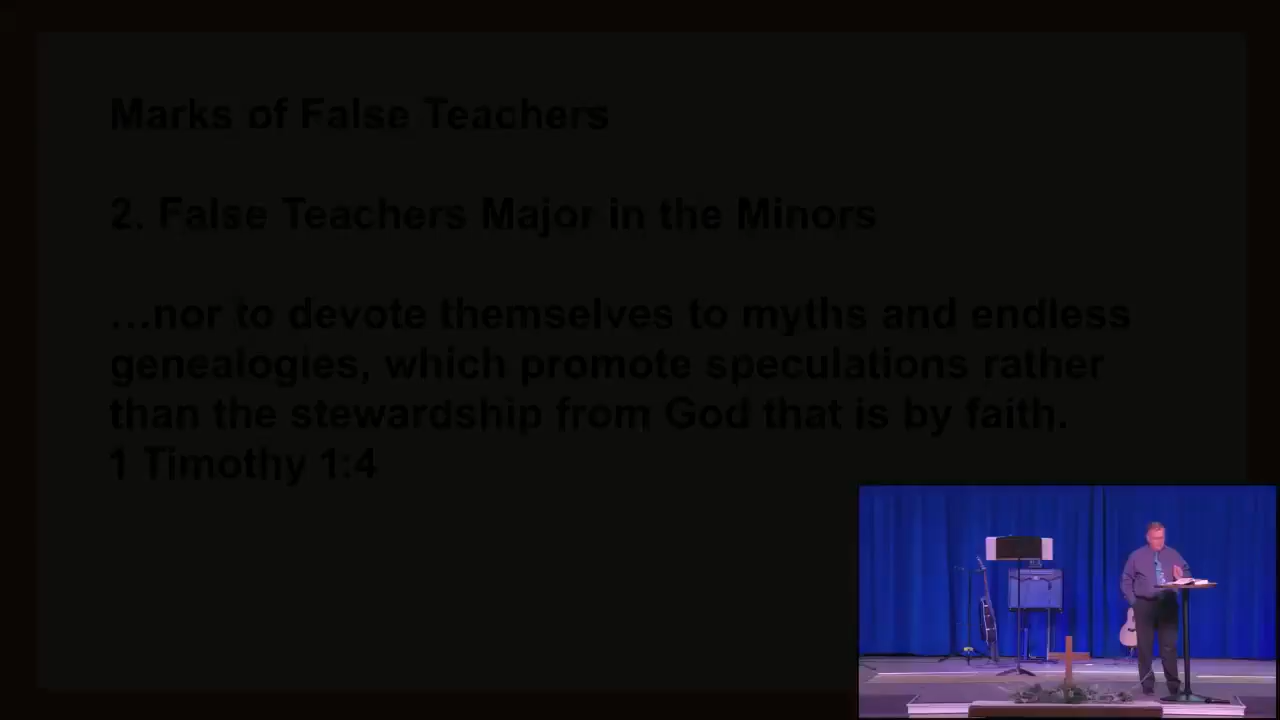 Marks of False Teachers
2. False Teachers Major in the Minors
…nor to devote themselves to myths and endless
genealogies, which promote speculations rather
than the stewardship from God that is by faith.
1 Timothy 1:4